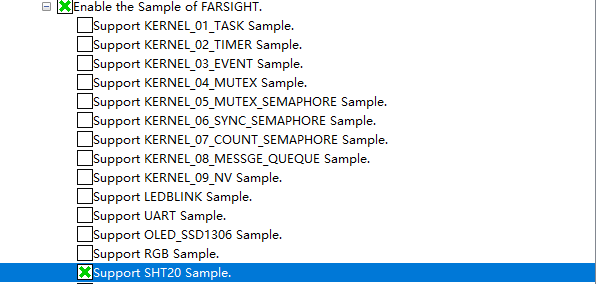 Enable the Sample of FARSIGHT.
Support KERNEL_01_TASK Sample.
Support KERNEL_02_TIMER Sample.
Support KERNEL_03_EVENT Sample.
Support KERNEL_04_MUTEX Sample.
Support KERNEL_05_MUTEX_SEMAPHORE Sample.
Support KERNEL_06_SYNC_SEMAPHORE Sample.
Support KERNEL_07_COUNT_SEMAPHORE Sample.
Support KERNEL_08_MESSGE_QUEQUE Sample.
Support KERNEL_09_NV Sample.
Support LEDBLINK Sample.
Support UART Sample.
Support OLED_SSD1306 Sample.
Support RGB Sample.
Support SHT20 Sample.